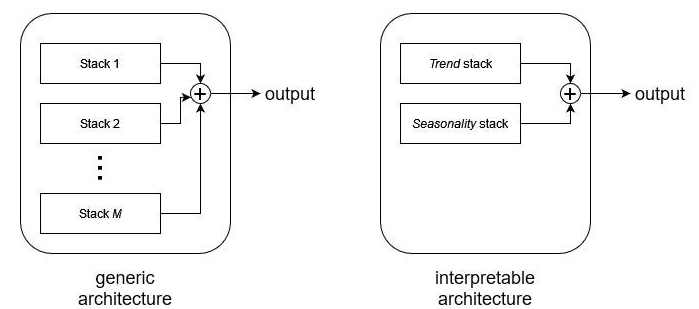 Stack 1
Stack 2
Stack M
output
generic
architecture
Trend stack
Seasonality stack
output
interpretable
architecture